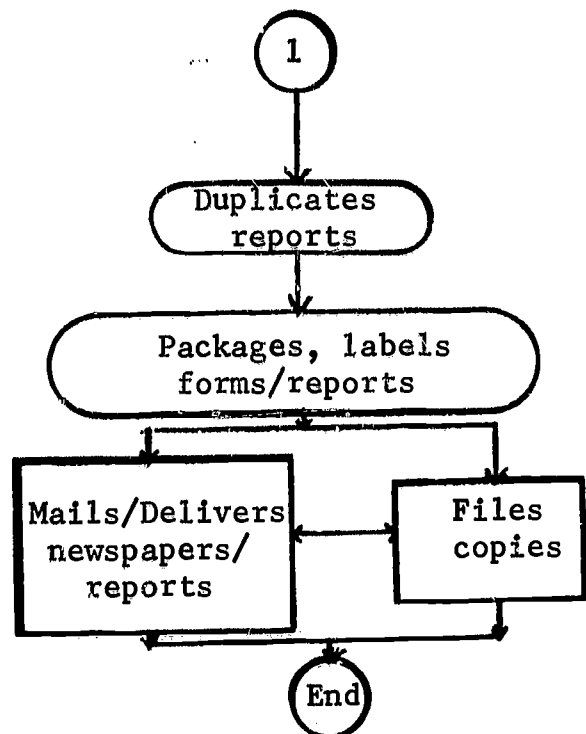 1
Duplicates
reports
Packages, labels
forms/reports
Mails/Delivers
newspapers/
reports
Files
copies
End